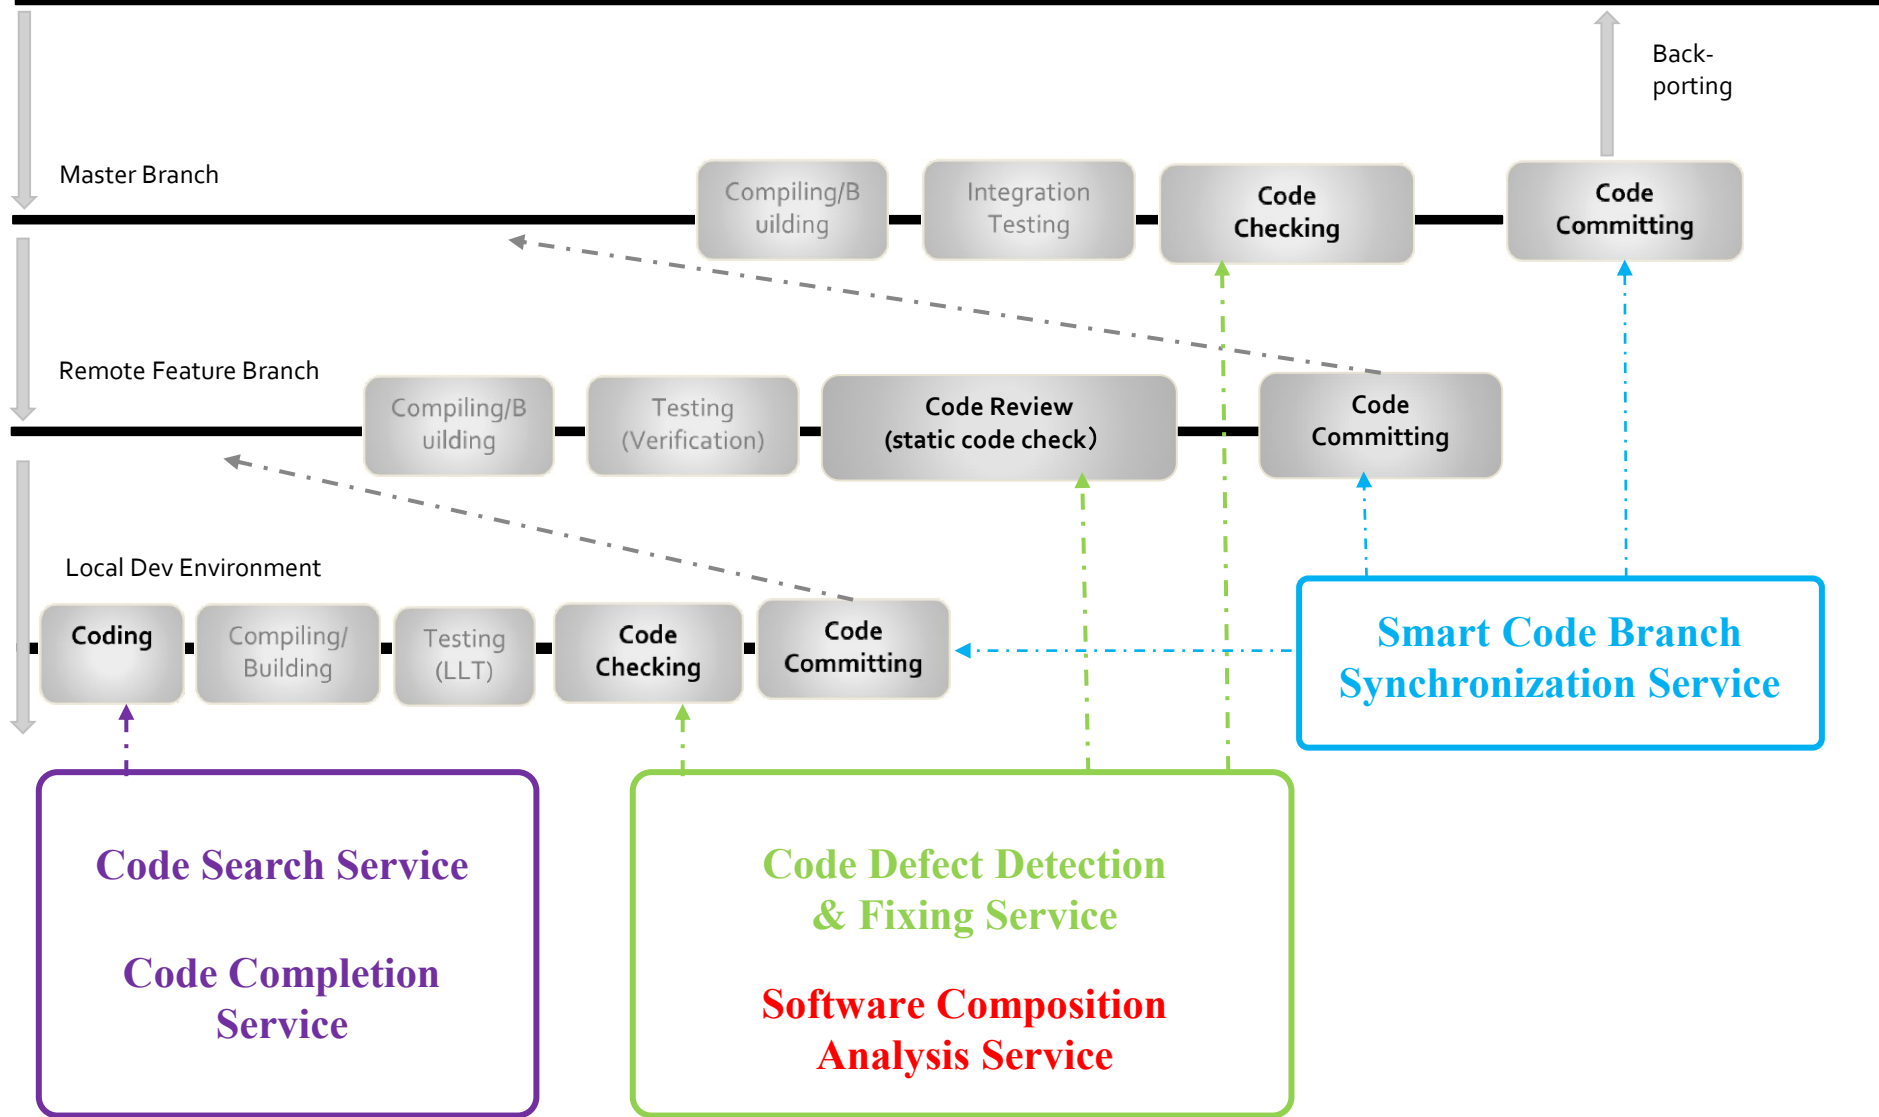 Back-
porting
Master Branch
Compiling/B
uilding
Integration
Testing
Code
Checking
Code
Committing
Remote Feature Branch
Compiling/B
uilding
Testing
(Verification)
Code Review
(static code check）
Code
Committing
Local Dev Environment
Coding
Compiling/
Building
Testing
(LLT)
Code
Checking
Code
Committing
Smart Code Branch
Synchronization Service
Code Search Service
Code Completion
Service
Code Defect Detection
& Fixing Service
Software Composition
Analysis Service